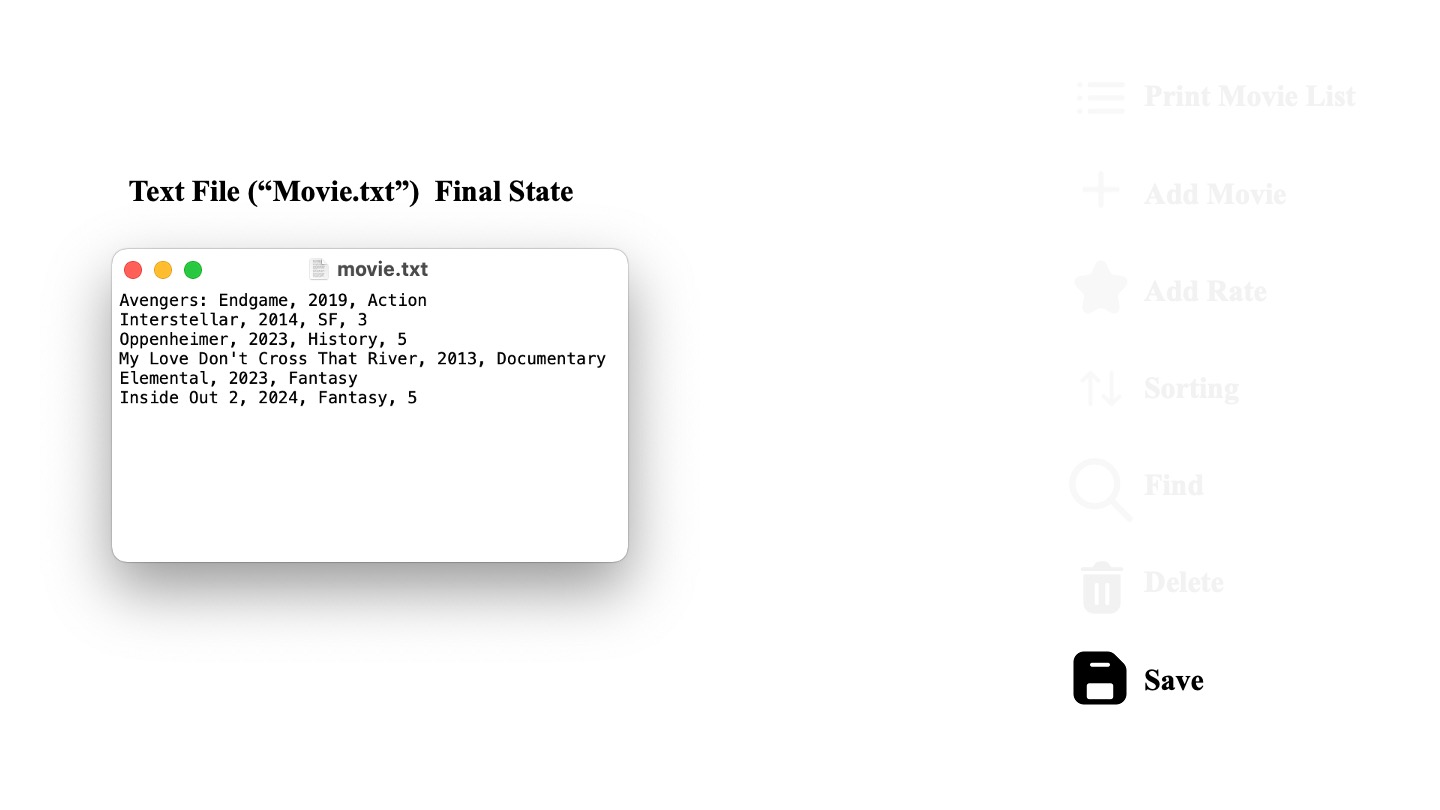 Text File (“Movie.txt”)  Final State
movie.txt
Avengers: Endgame, 2019, Action
Interstellar, 2014, SF, 3
Oppenheimer, 2023, History, 5
My Love Don't Cross That River, 2013, Documentary
Elemental, 2023, Fantasy
Inside Out 2, 2024, Fantasy, 5
Print Movie List
Add Movie
Add Rate
Sorting
Find
Delete
Save